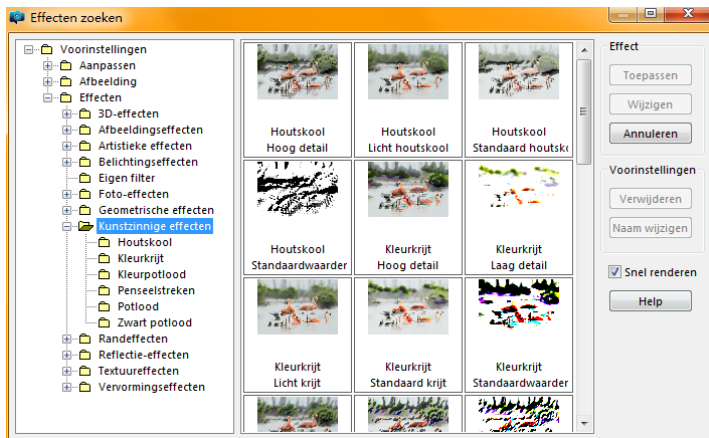 Effecten zoeken
Voorinstellingen
Aanpassen
Afbeelding
Effecten
3D-effecten
Afbeeldingseffecten
Artistieke effecten
Belichtingseffecten
Eigen filter
Foto-effecten
Geometrische effecten
Kunstzinnige effecten
Houtskool
Kleurkrijt
Kleurpotlood
Penseelstreken
Potlood
Zwart potlood
Randeffecten
Reflectie-effecten
Textuureffecten
Vervormingseffecten
Houtskool
Hoog detail
Houtskool
Licht houtskool
Houtskool
Standaard houtsk
Houtskool
Standaardwaarder
Kleurkrijt
Hoog detail
Kleurkrijt
Laag detail
Kleurkrijt
Licht krijt
Kleurkrijt
Standaard krijt
Kleurkrijt
Standaardwaarder
Effect
Toepassen
Wijzigen
Annuleren
Voorinstellingen
Verwijderen
Naam wijzigen
Snel renderen
Help